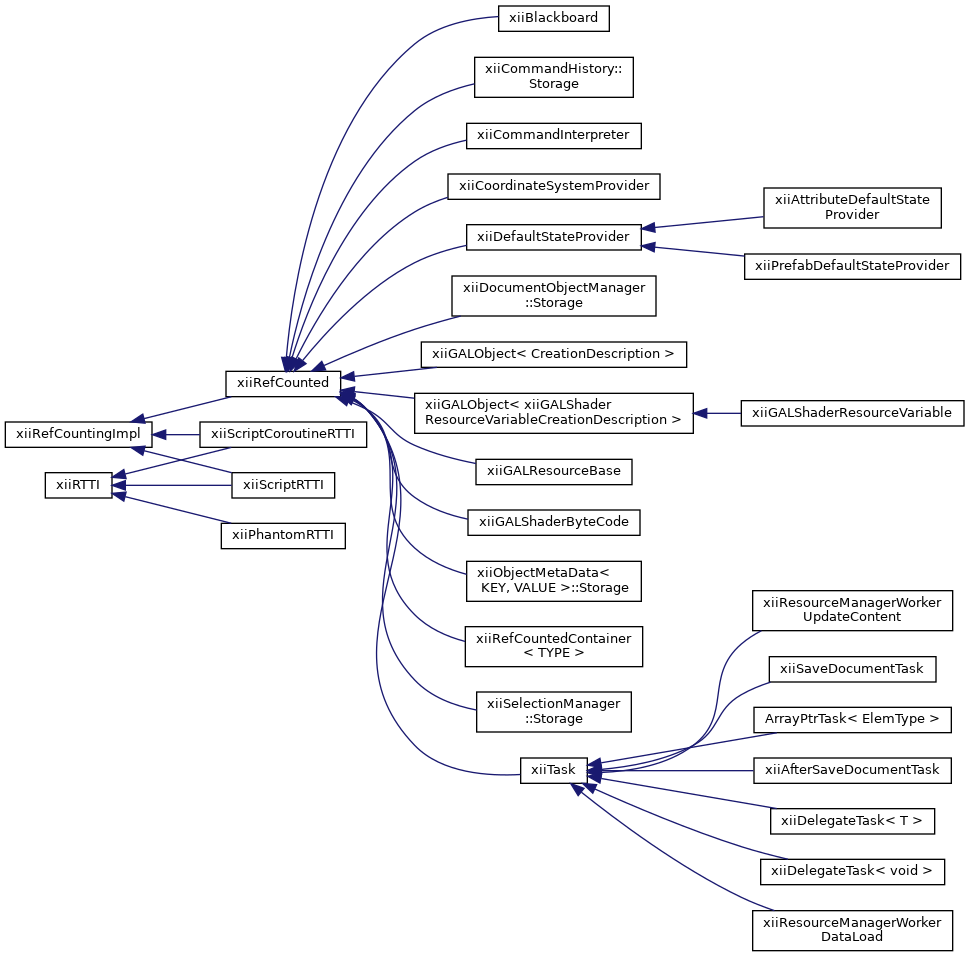 xiiBlackboard
xiiCommandHistory::
Storage
xiiCommandInterpreter
xiiCoordinateSystemProvider
xiiAttributeDefaultState
Provider
xiiDefaultStateProvider
xiiPrefabDefaultStateProvider
xiiDocumentObjectManager
::Storage
xiiGALObject< CreationDescription >
xiiRefCounted
xiiGALObject< xiiGALShader
ResourceVariableCreationDescription >
xiiGALShaderResourceVariable
xiiRefCountingImpl
xiiScriptCoroutineRTTI
xiiGALResourceBase
xiiRTTI
xiiScriptRTTI
xiiGALShaderByteCode
xiiPhantomRTTI
xiiObjectMetaData<
KEY, VALUE >::Storage
xiiResourceManagerWorker
UpdateContent
xiiRefCountedContainer
< TYPE >
xiiSaveDocumentTask
xiiSelectionManager
::Storage
ArrayPtrTask< ElemType >
xiiTask
xiiAfterSaveDocumentTask
xiiDelegateTask< T >
xiiDelegateTask< void >
xiiResourceManagerWorker
DataLoad